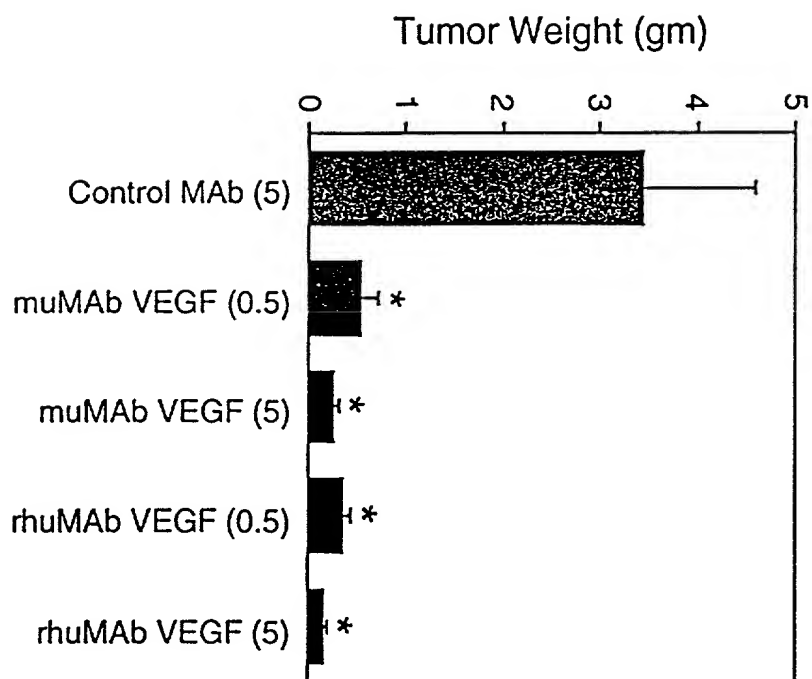 Tumor Weight (gm)
0 1 2 3 4 5
Control MAb (5)
muMAb VEGF (0.5) *
muMAb VEGF (5) *
rhuMAb VEGF (0.5) *
rhuMAb VEGF (5) *